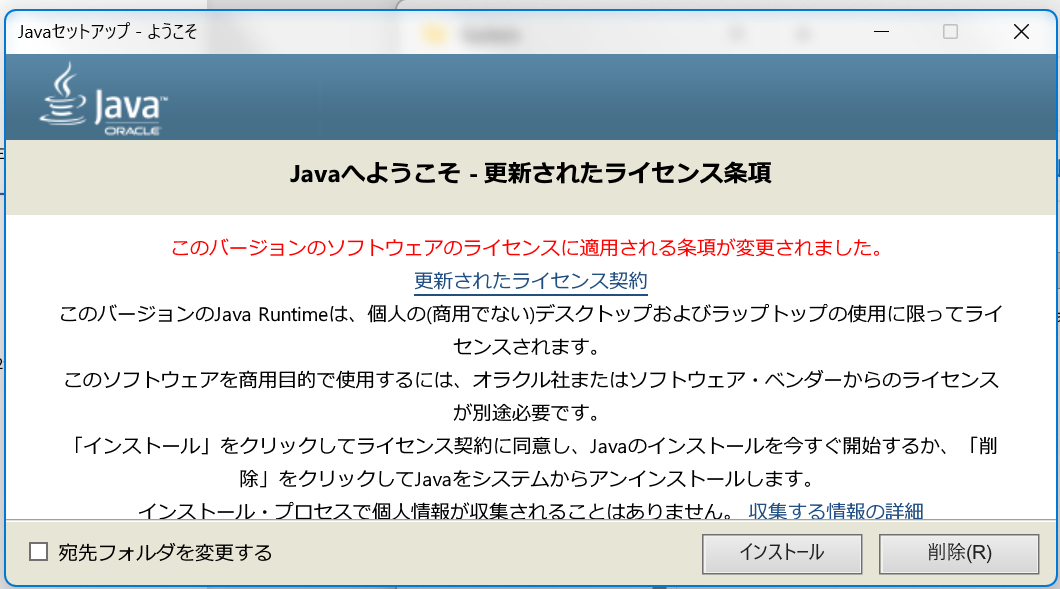 Javaセットアップ - ようこそ
Java™
ORACLE
Javaへようこそ - 更新されたライセンス条項
このバージョンのソフトウェアのライセンスに適用される条項が変更されました。
更新されたライセンス契約
このバージョンのJava Runtimeは、個人の(商用でない)デスクトップおよびラップトップの使用に限ってライ
センスされます。
このソフトウェアを商用目的で使用するには、オラクル社またはソフトウェア・ベンダーからのライセンス
が別途必要です。
「インストール」をクリックしてライセンス契約に同意し、Javaのインストールを今すぐ開始するか、「削
除」をクリックしてJavaをシステムからアンインストールします。
インストール・プロセスで個人情報が収集されることはありません。 収集する情報の詳細
宛先フォルダを変更する
インストール
削除(R)